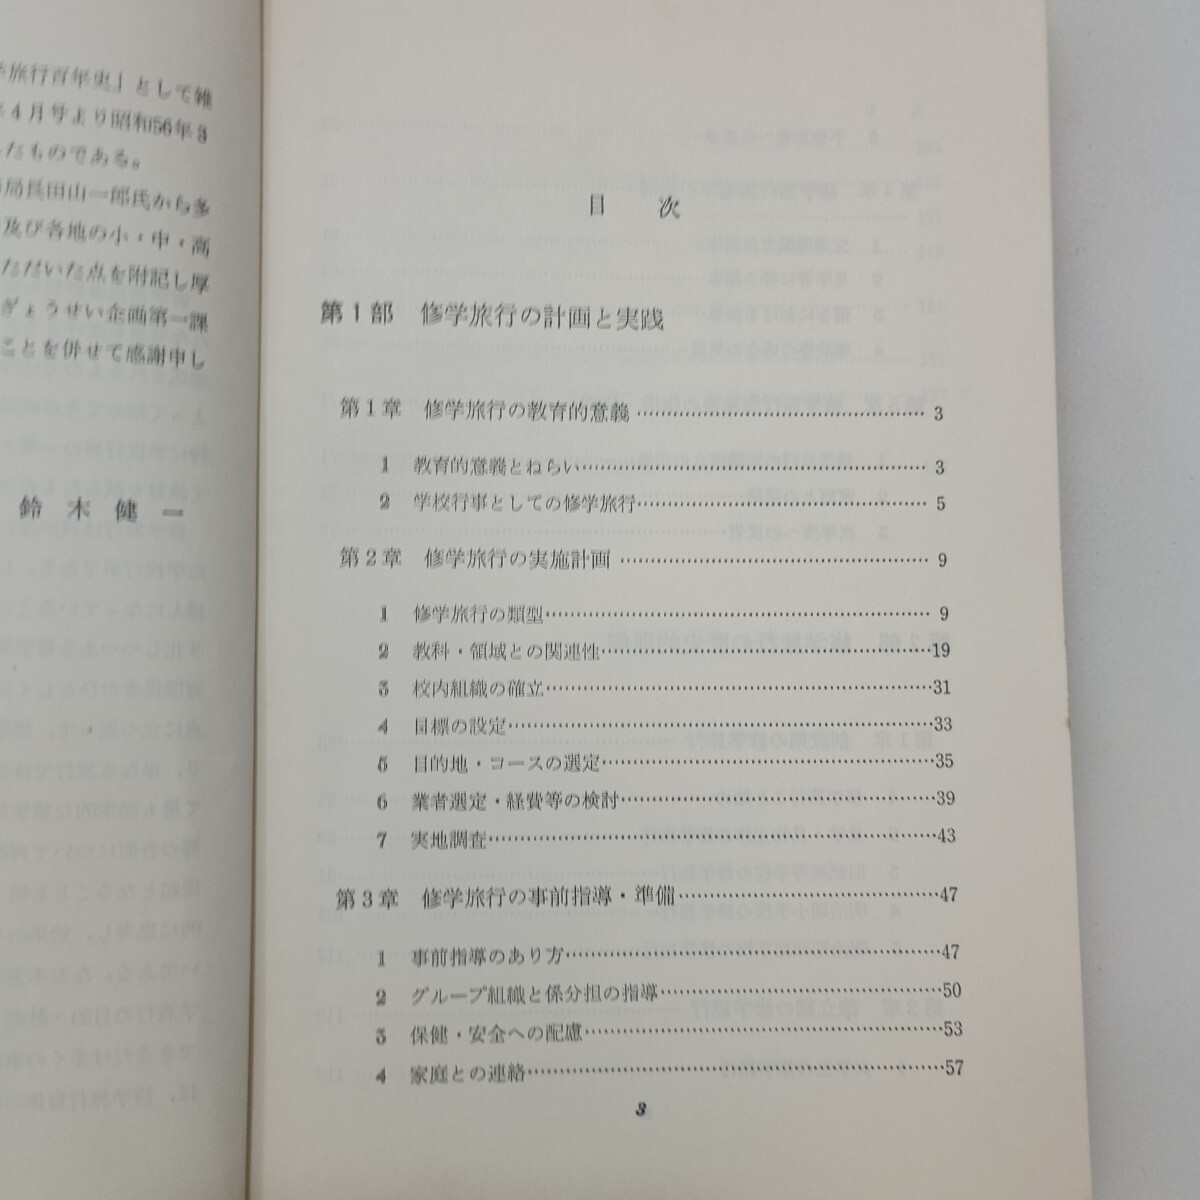 旅行百年史」として雑
4月号より昭和56年3
たものである。
局長田山一郎氏から多
及び各地の小・中・高
ただいた点を附記し厚
ぎょうせい企画第一課
ことを併せて感謝申し
鈴木健一
目次
第1部 修学旅行の計画と実践
第1章 修学旅行の教育的意義……3
1 教育的意義とねらい……3
2 学校行事としての修学旅行……5
第2章 修学旅行の実施計画……9
1 修学旅行の類型……9
2 教科・領域との関連性……19
3 校内組織の確立……31
4 目標の設定……33
5 目的地・コースの選定……35
6 業者選定・経費等の検討……39
7 実地調査……43
第3章 修学旅行の事前指導・準備……47
1 事前指導のあり方……47
2 グループ組織と係分担の指導……50
3 保健・安全への配慮……53
4 家庭との連絡……57
3